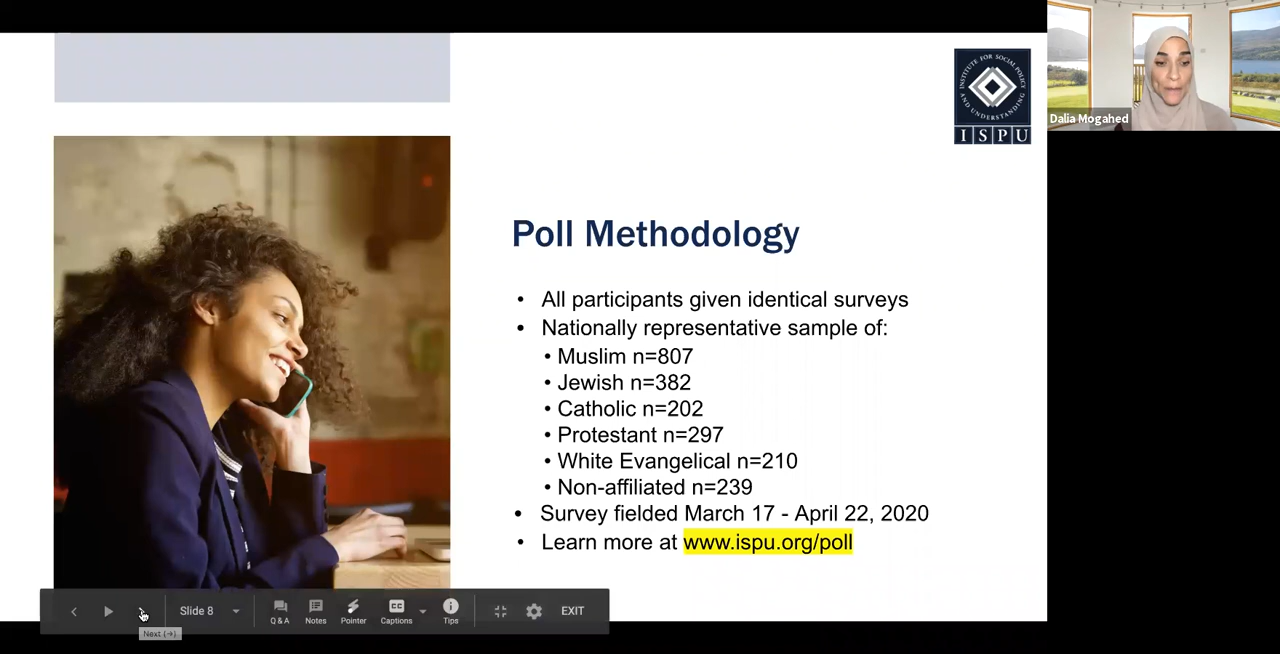 INSTITUTE FOR SOCIAL POLICY
AND UNDERSTANDING
ISPU
Dalia Mogahed
Poll Methodology
• All participants given identical surveys
• Nationally representative sample of:
• Muslim n=807
• Jewish n=382
• Catholic n=202
• Protestant n=297
• White Evangelical n=210
• Non-affiliated n=239
• Survey fielded March 17 - April 22, 2020
• Learn more at www.ispu.org/poll
Slide 8
Q & A
Notes
Pointer
CC
Captions
Tips
EXIT
Next (→)